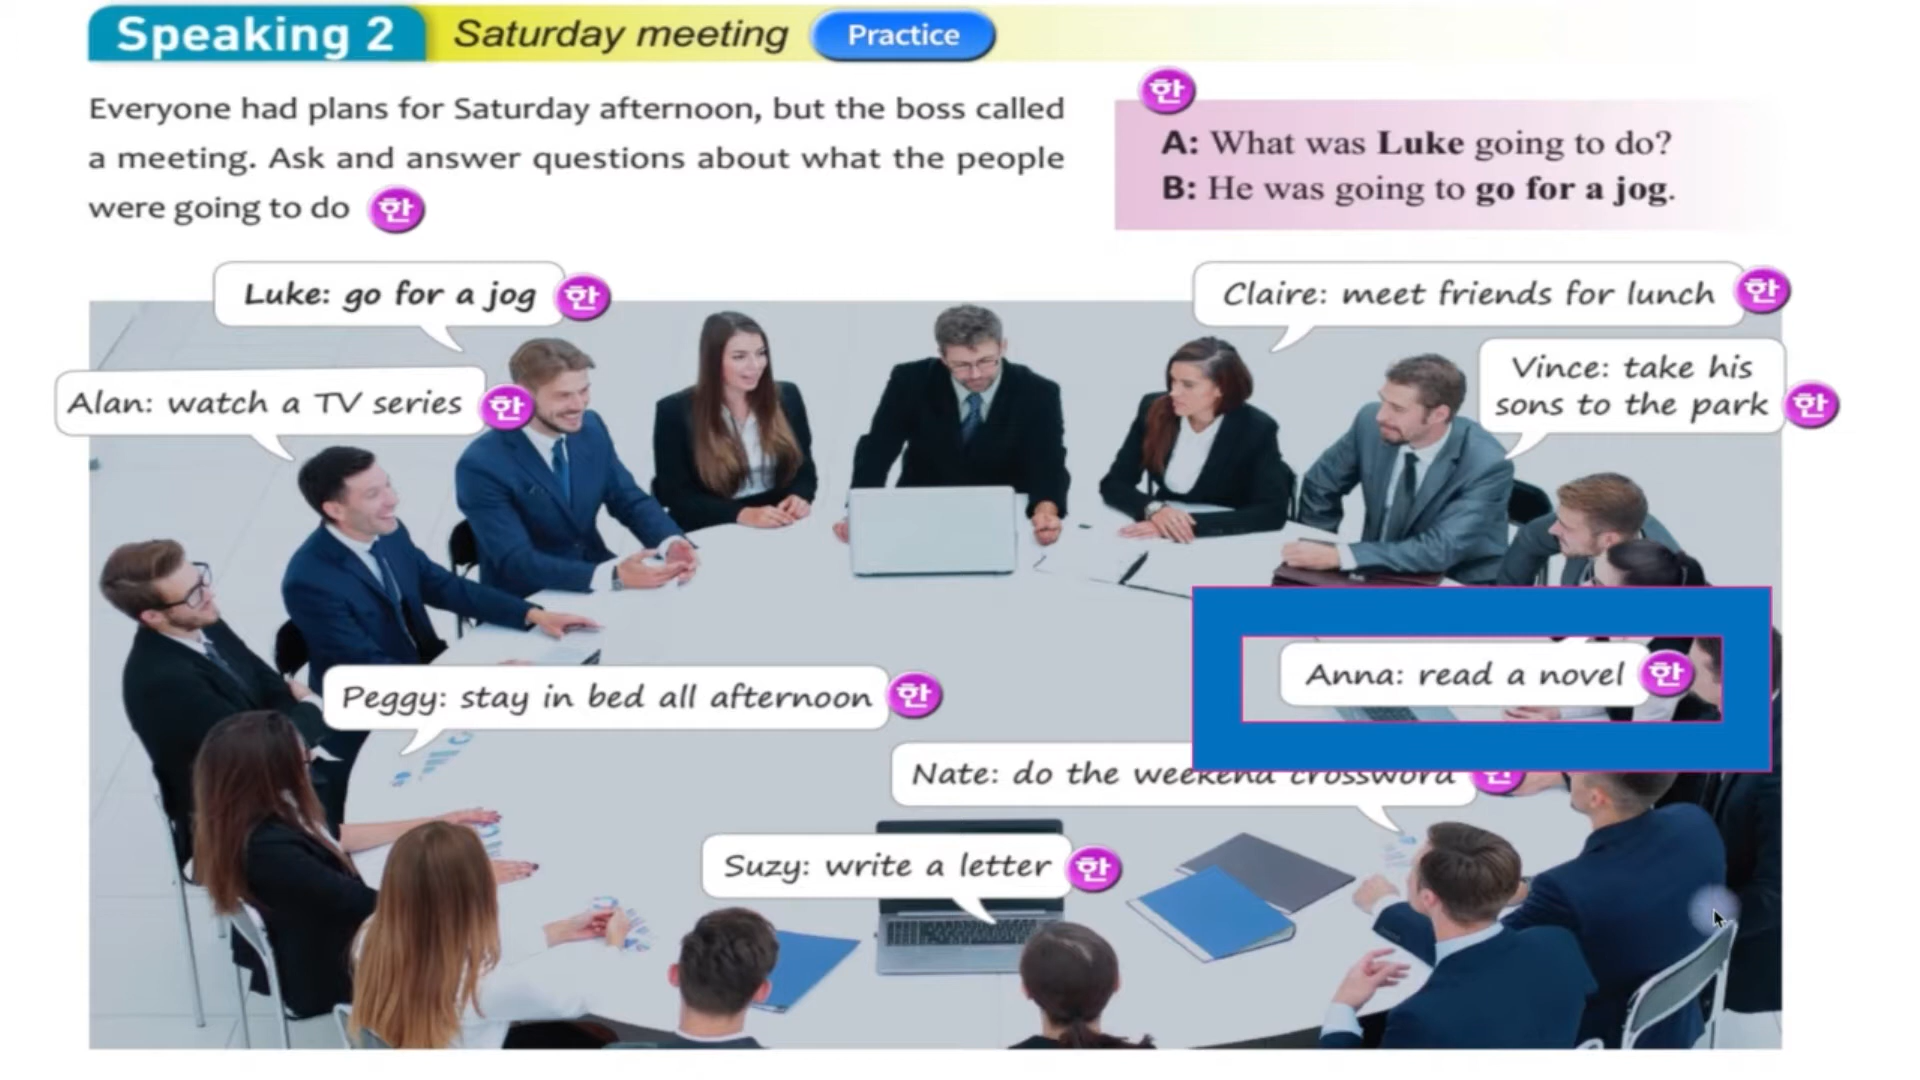 Speaking 2 Saturday meeting Practice
Everyone had plans for Saturday afternoon, but the boss called
a meeting. Ask and answer questions about what the people
were going to do 한
한
A: What was Luke going to do?
B: He was going to go for a jog.
Luke: go for a jog 한
Claire: meet friends for lunch 한
Alan: watch a TV series 한
Vince: take his
sons to the park 한
Anna: read a novel 한
Peggy: stay in bed all afternoon 한
Nate: do the weekend crossword 한
Suzy: write a letter 한